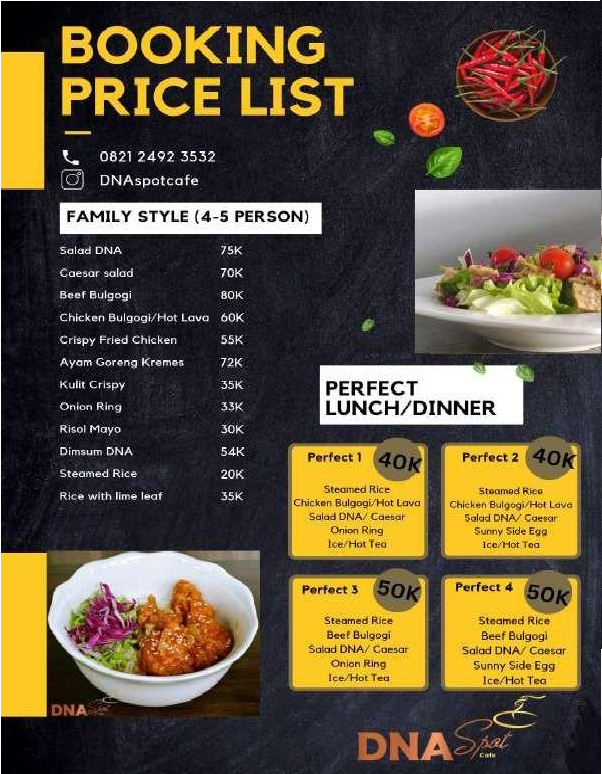 BOOKING
PRICE LIST
0821 2492 3532
DNAspotcafe
FAMILY STYLE (4-5 PERSON)
Salad DNA 75K
Caesar salad 70K
Beef Bulgogi 80K
Chicken Bulgogi/Hot Lava 60K
Crispy Fried Chicken 55K
Ayam Goreng Kremes 72K
Kulit Crispy 35K
Onion Ring 33K
Risol Mayo 30K
Dimsum DNA 54K
Steamed Rice 20K
Rice with lime leaf 35K
PERFECT
LUNCH/DINNER
Perfect 1 40K
Steamed Rice
Chicken Bulgogi/Hot Lava
Salad DNA/ Caesar
Onion Ring
Ice/Hot Tea
Perfect 2 40K
Steamed Rice
Chicken Bulgogi/Hot Lava
Salad DNA/ Caesar
Sunny Side Egg
Ice/Hot Tea
Perfect 3 50K
Steamed Rice
Beef Bulgogi
Salad DNA/ Caesar
Onion Ring
Ice/Hot Tea
Perfect 4 50K
Steamed Rice
Beef Bulgogi
Salad DNA/ Caesar
Sunny Side Egg
Ice/Hot Tea
DNA
DNA Spot
Cafe